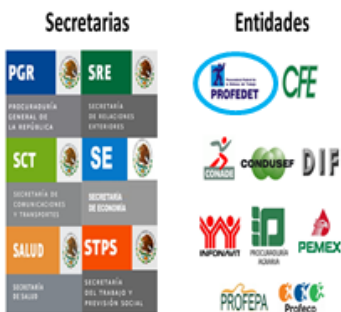 Secretarias
Entidades
PGR
PROCURADURÍA
GENERAL DE
LA REPÚBLICA
SRE
SECRETARÍA
DE RELACIONES
EXTERIORES
SCT
SECRETARÍA DE
COMUNICACIONES
Y TRANSPORTES
SE
SECRETARÍA
DE ECONOMÍA
SALUD
SECRETARÍA
DE SALUD
STPS
SECRETARÍA
DEL TRABAJO Y
PREVISIÓN SOCIAL
PROFEDET
CFE
CONADE
CONDUSEF
DIF
INFONAVIT
PROCURADURÍA
AGRARIA
PEMEX
PROFEPA
Profeco